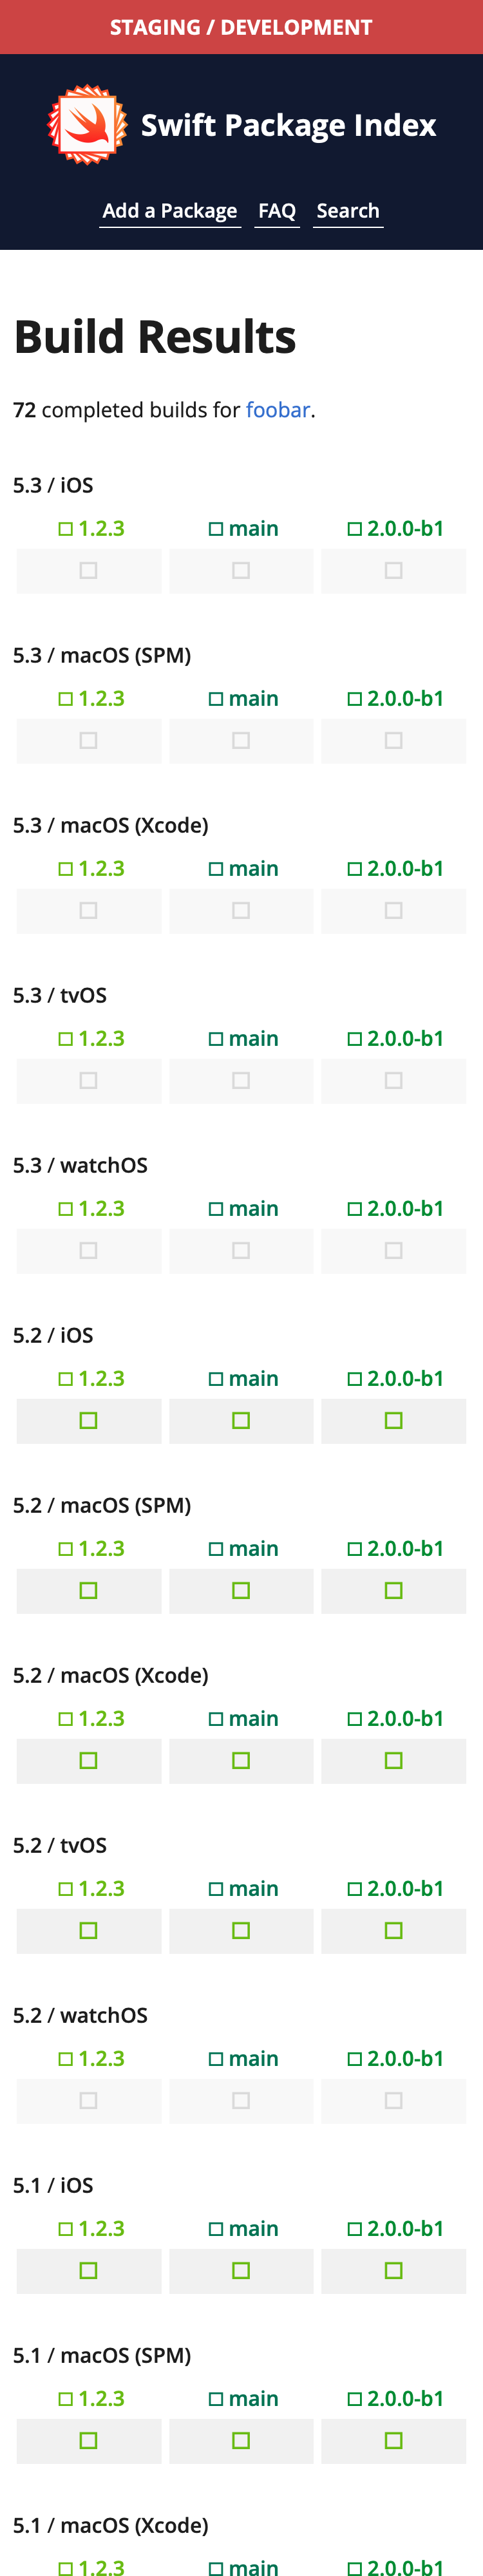 STAGING / DEVELOPMENT
Swift Package Index
Add a Package FAQ Search
Build Results
72 completed builds for foobar.
5.3 / iOS
1.2.3 main 2.0.0-b1
5.3 / macOS (SPM)
1.2.3 main 2.0.0-b1
5.3 / macOS (Xcode)
1.2.3 main 2.0.0-b1
5.3 / tvOS
1.2.3 main 2.0.0-b1
5.3 / watchOS
1.2.3 main 2.0.0-b1
5.2 / iOS
1.2.3 main 2.0.0-b1
5.2 / macOS (SPM)
1.2.3 main 2.0.0-b1
5.2 / macOS (Xcode)
1.2.3 main 2.0.0-b1
5.2 / tvOS
1.2.3 main 2.0.0-b1
5.2 / watchOS
1.2.3 main 2.0.0-b1
5.1 / iOS
1.2.3 main 2.0.0-b1
5.1 / macOS (SPM)
1.2.3 main 2.0.0-b1
5.1 / macOS (Xcode)
1.2.3 main 2.0.0-b1